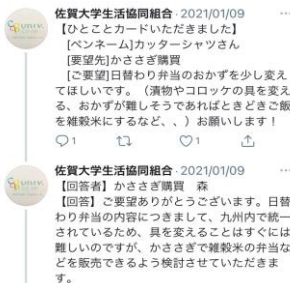 佐賀大学生活協同組合・2021/01/09
【ひとことカードいただきました】
[ペンネーム]カッターシャツさん
[要望先]かささぎ購買
[ご要望]日替わり弁当のおかずを少し変え
てほしいです。（漬物やコロッケの具を変え
る、おかずが難しそうであればときどきご飯
を雑穀米にするなど、、）お願いします！
1 1
佐賀大学生活協同組合・2021/01/09
【回答者】かささぎ購買 森
【回答】ご要望ありがとうございます。日替
わり弁当の内容につきまして、九州内で統一
されているため、具を変えることはすぐには
難しいのですが、かささぎで雑穀米の弁当な
どを販売できるよう検討させていただきま
す。